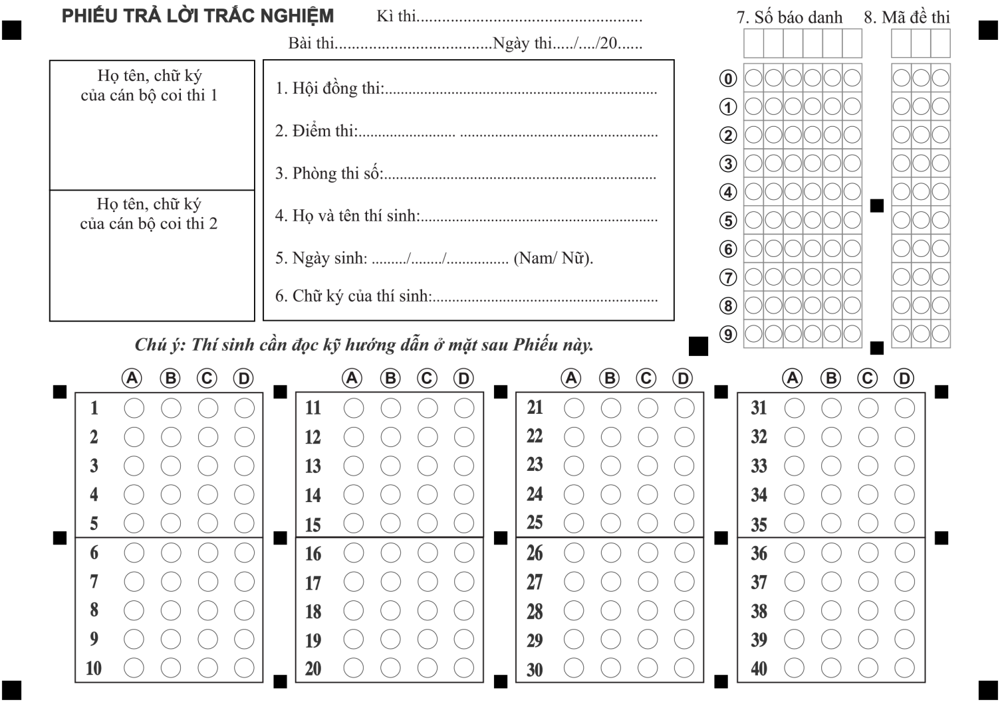 PHIẾU TRẢ LỜI TRẮC NGHIỆM
Kì thi....................................................
Bài thi....................................Ngày thi...../..../20......
Họ tên, chữ ký
của cán bộ coi thi 1
Họ tên, chữ ký
của cán bộ coi thi 2
1. Hội đồng thi:...............................................................
2. Điểm thi:...................... ..............................................
3. Phòng thi số:...............................................................
4. Họ và tên thí sinh:.......................................................
5. Ngày sinh: ......../......./............... (Nam/ Nữ).
6. Chữ ký của thí sinh:....................................................
7. Số báo danh
8. Mã đề thi
0
1
2
3
4
5
6
7
8
9
Chú ý: Thí sinh cần đọc kỹ hướng dẫn ở mặt sau Phiếu này.
A B C D
1
2
3
4
5
6
7
8
9
10
A B C D
11
12
13
14
15
16
17
18
19
20
A B C D
21
22
23
24
25
26
27
28
29
30
A B C D
31
32
33
34
35
36
37
38
39
40